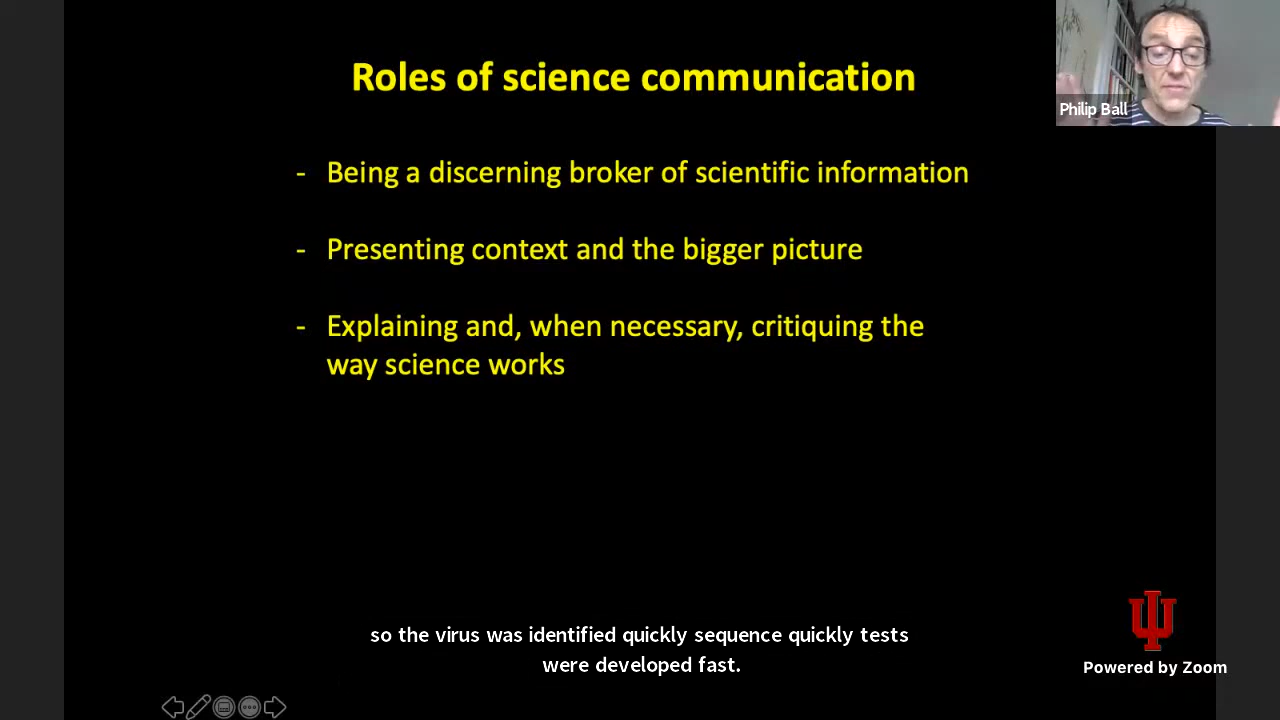 Roles of science communication
Philip Ball
- Being a discerning broker of scientific information
- Presenting context and the bigger picture
- Explaining and, when necessary, critiquing the
way science works
so the virus was identified quickly sequence quickly tests
were developed fast.
Powered by Zoom